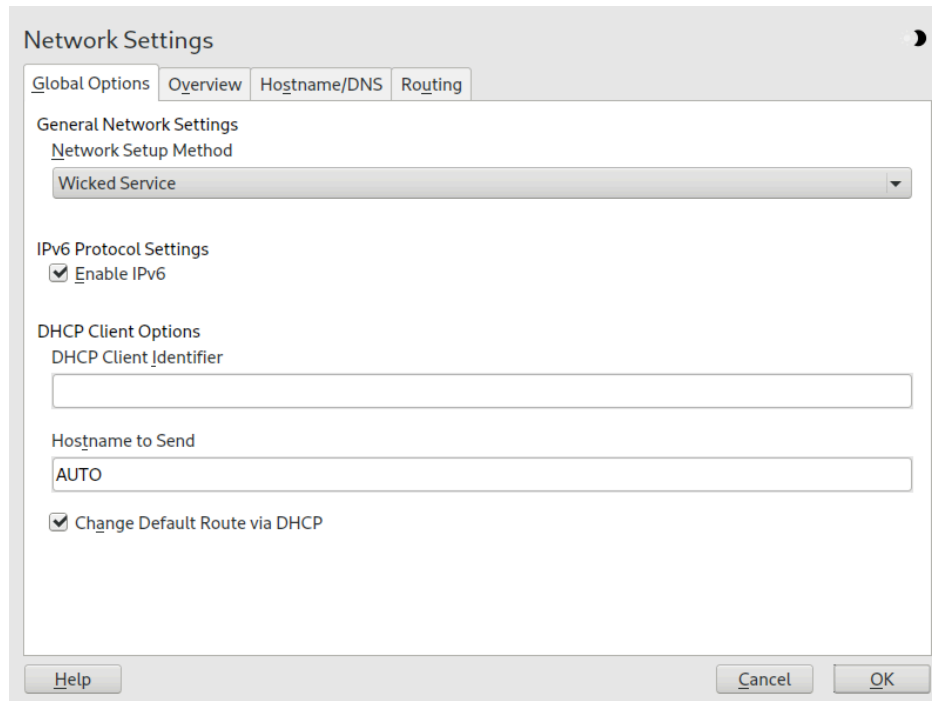 Network Settings
Global Options Overview Hostname/DNS Routing
General Network Settings
Network Setup Method
Wicked Service
IPv6 Protocol Settings
Enable IPv6
DHCP Client Options
DHCP Client Identifier
Hostname to Send
AUTO
Change Default Route via DHCP
Help Cancel OK